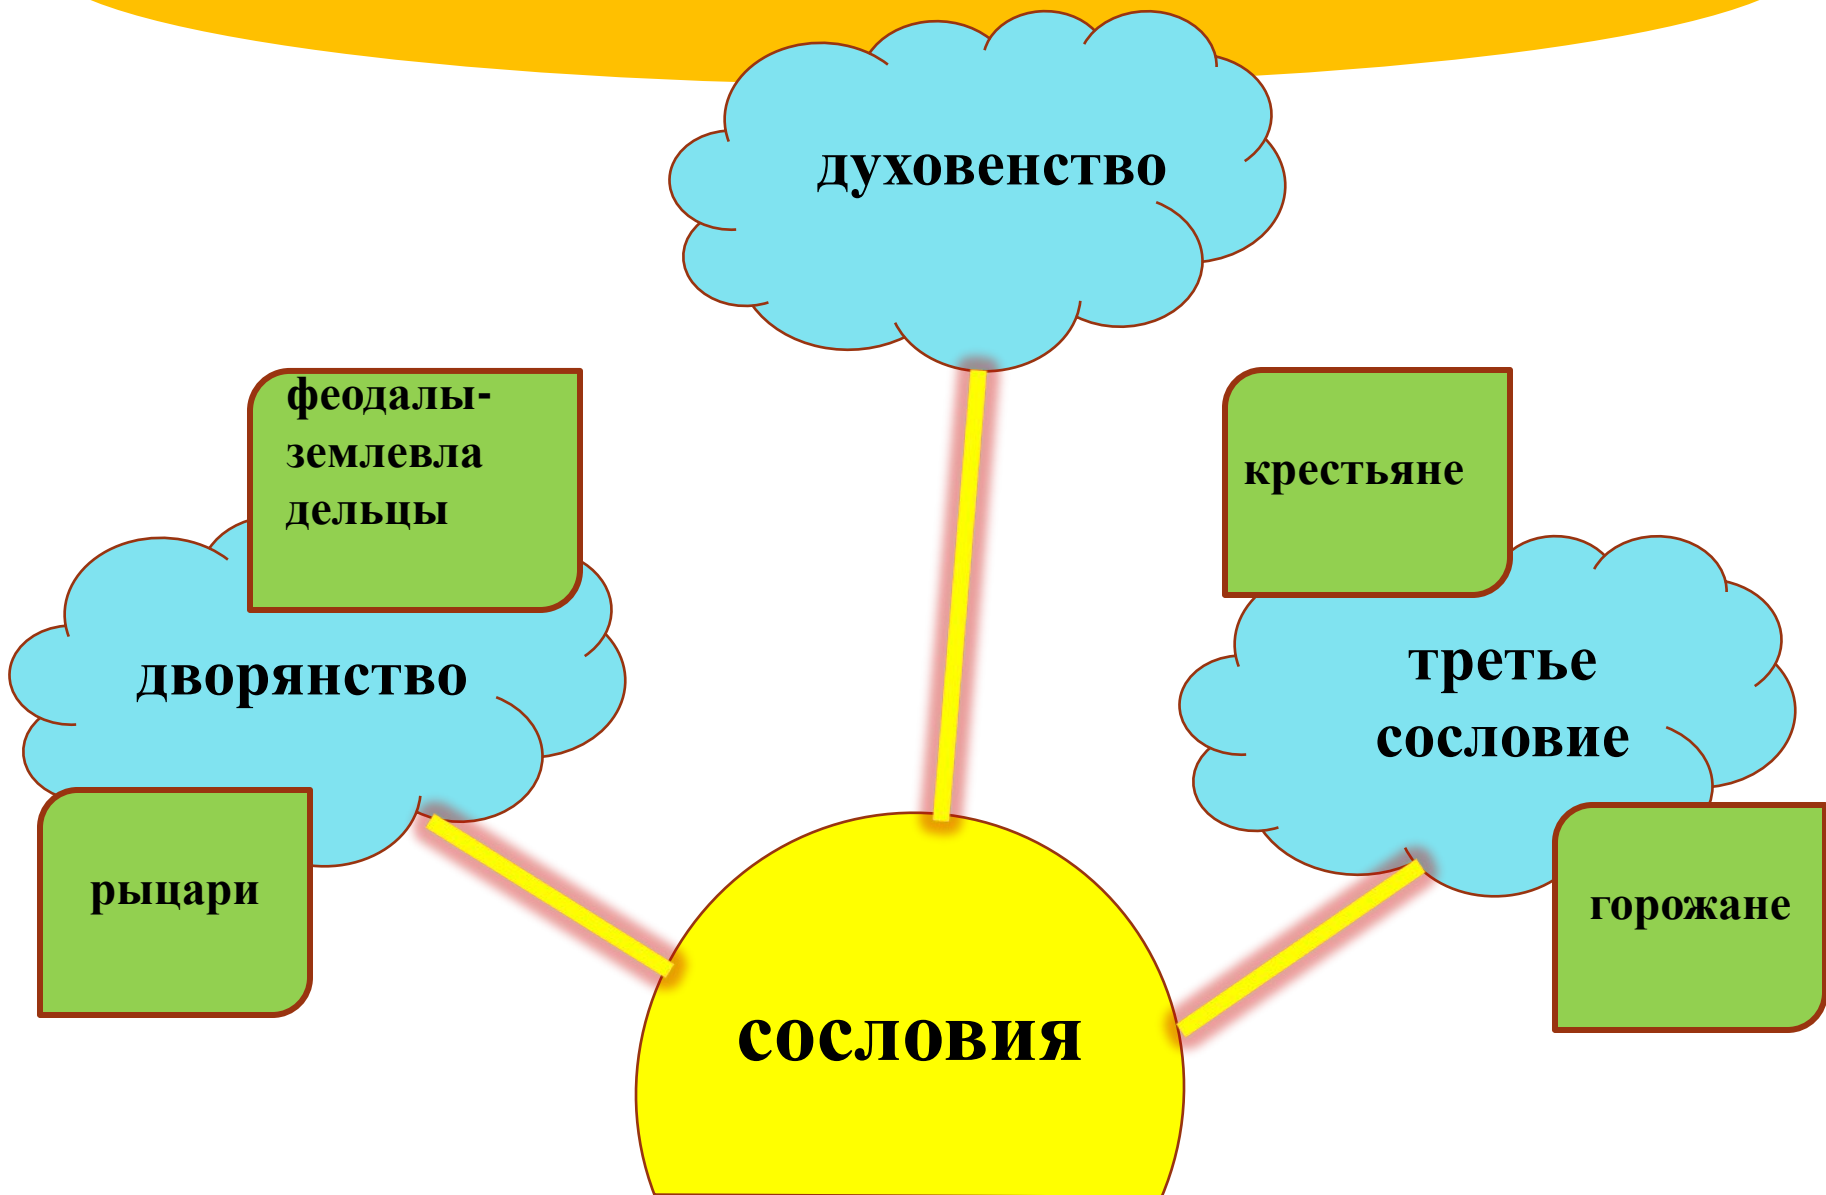 духовенство
феодалы-
землевла
дельцы
дворянство
рыцари
крестьяне
третье
сословие
горожане
сословия